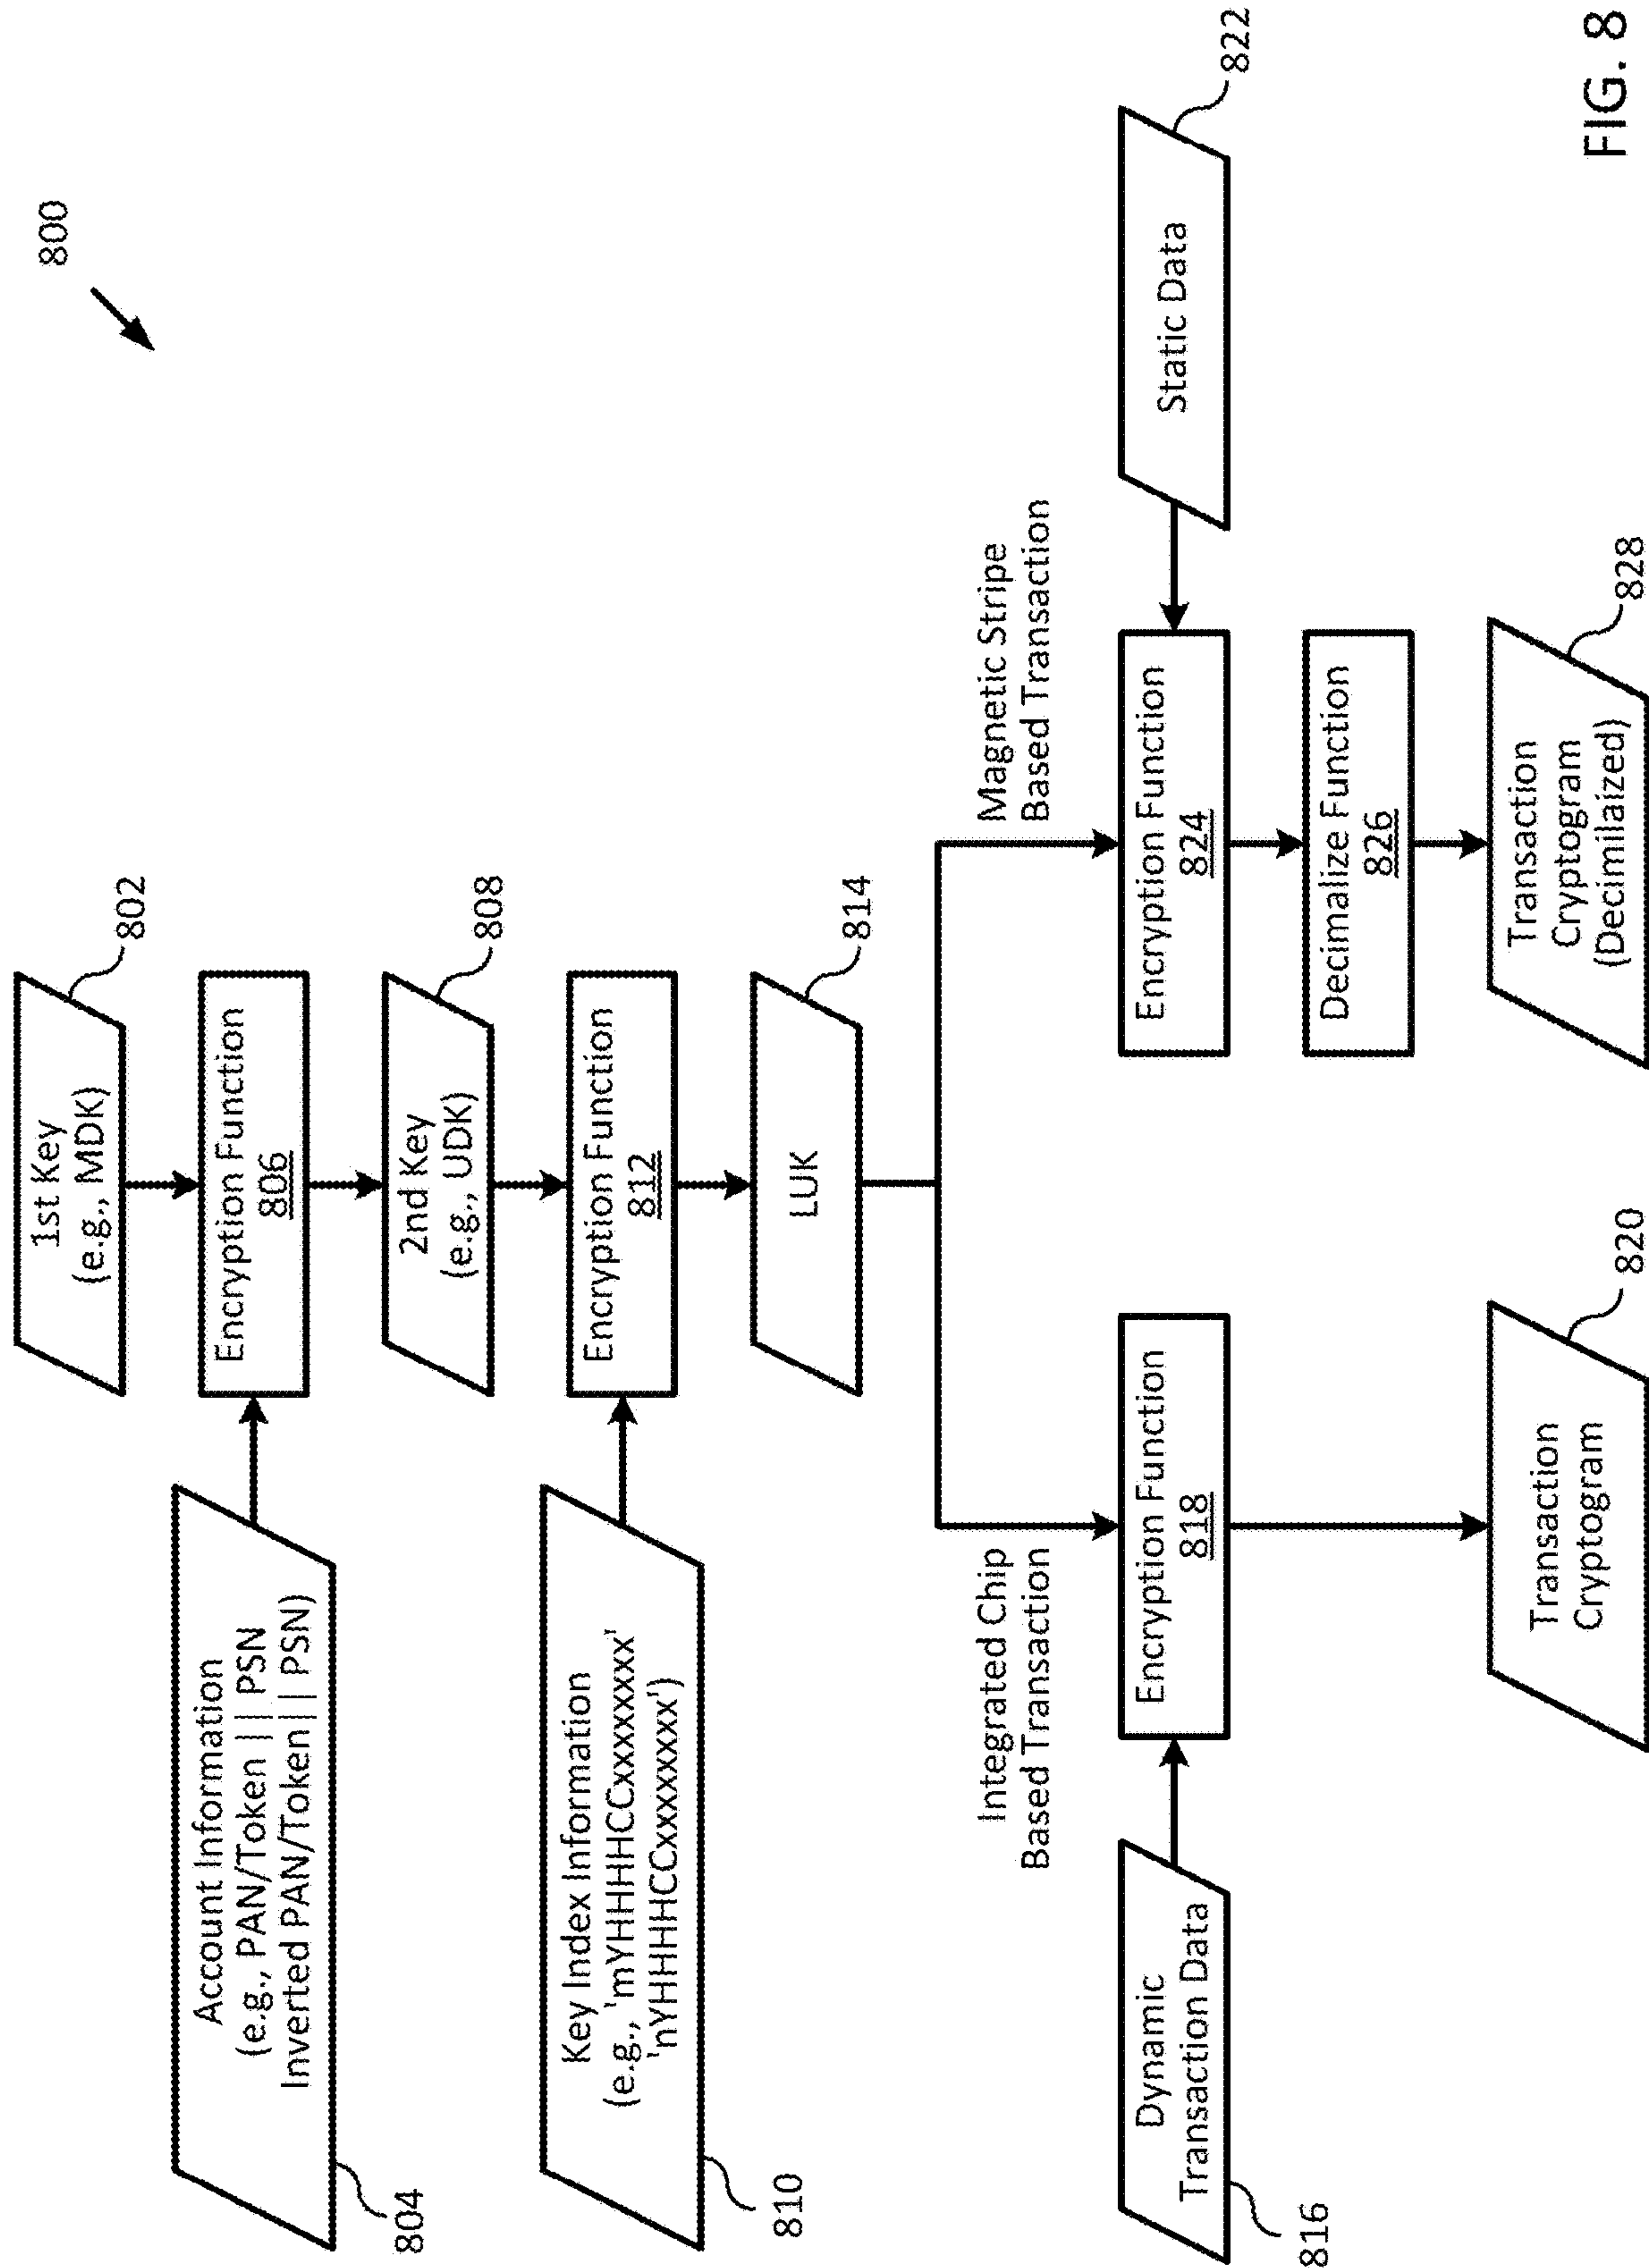 800
1st Key
(e.g., MDK)
802
Account Information
(e.g., PAN/Token || PSN
Inverted PAN/Token || PSN)
804
Encryption Function
806
2nd Key
(e.g., UDK)
808
Key Index Information
(e.g., 'mYHHHHCCxxxxxxx'
'nYHHHHCCxxxxxxx')
810
Encryption Function
812
LUK
814
Integrated Chip
Based Transaction
Magnetic Stripe
Based Transaction
Dynamic
Transaction Data
816
Encryption Function
818
Encryption Function
824
Static Data
822
Decimalize Function
826
Transaction
Cryptogram
820
Transaction
Cryptogram
(Decimilaized)
828
FIG. 8